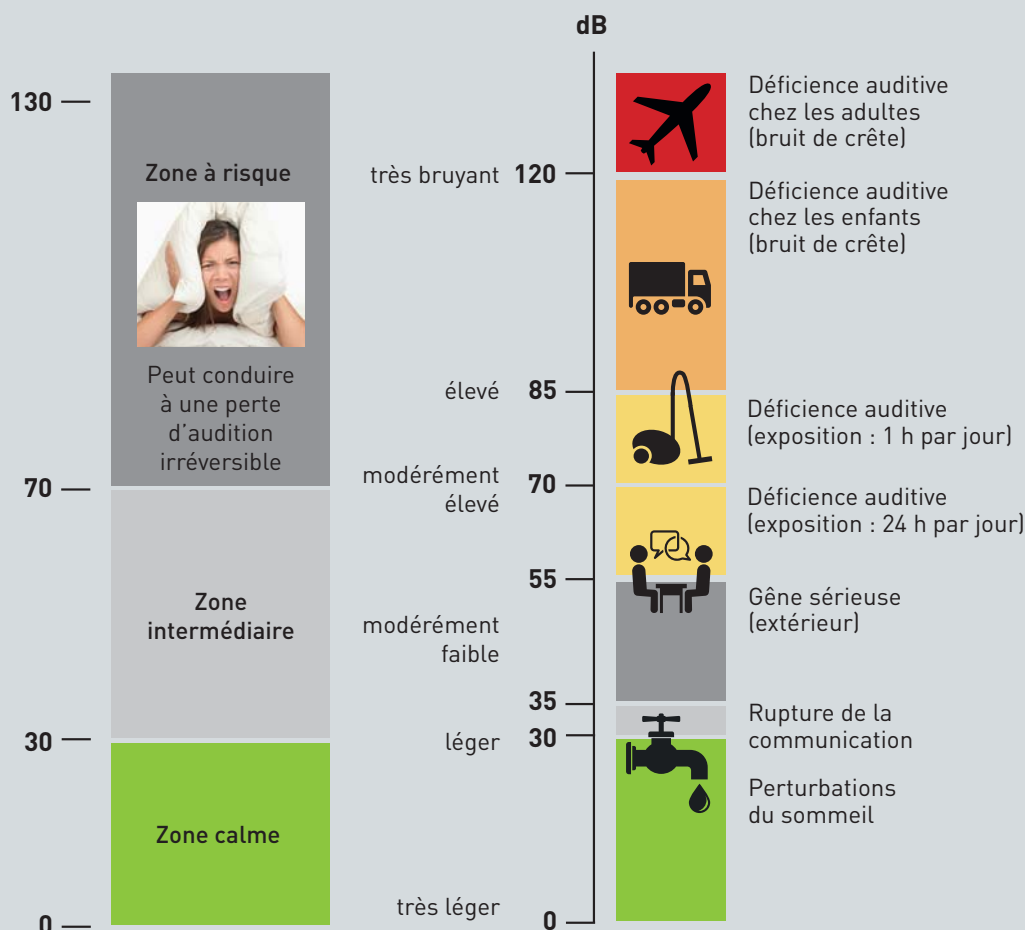 dB
130
Zone à risque
Peut conduire
à une perte
d’audition
irréversible
70
Zone
intermédiaire
30
Zone calme
0
très bruyant
élevé
modérément
élevé
modérément
faible
léger
très léger
120
85
70
55
35
30
0
Déficience auditive
chez les adultes
(bruit de crête)
Déficience auditive
chez les enfants
(bruit de crête)
Déficience auditive
(exposition : 1 h par jour)
Déficience auditive
(exposition : 24 h par jour)
Gêne sérieuse
(extérieur)
Rupture de la
communication
Perturbations
du sommeil